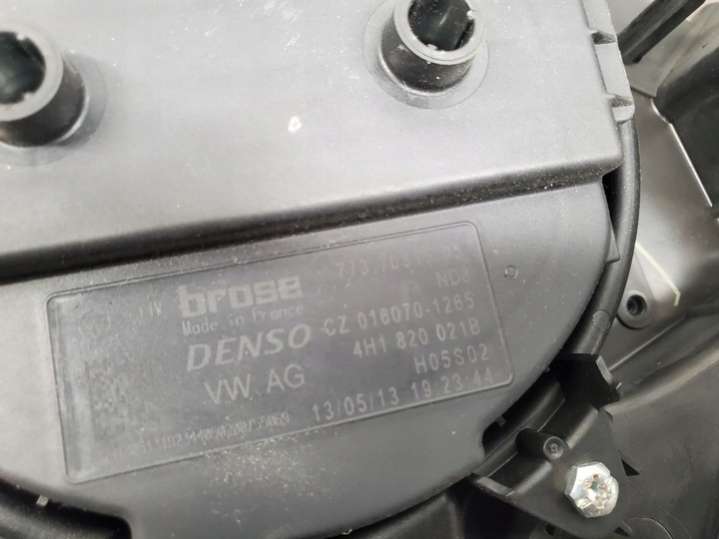 brose
Made in France ND8
DENSO CZ 016070-1265
4H1 820 021B
VW AG H05S02
13/05/13 19:23:44